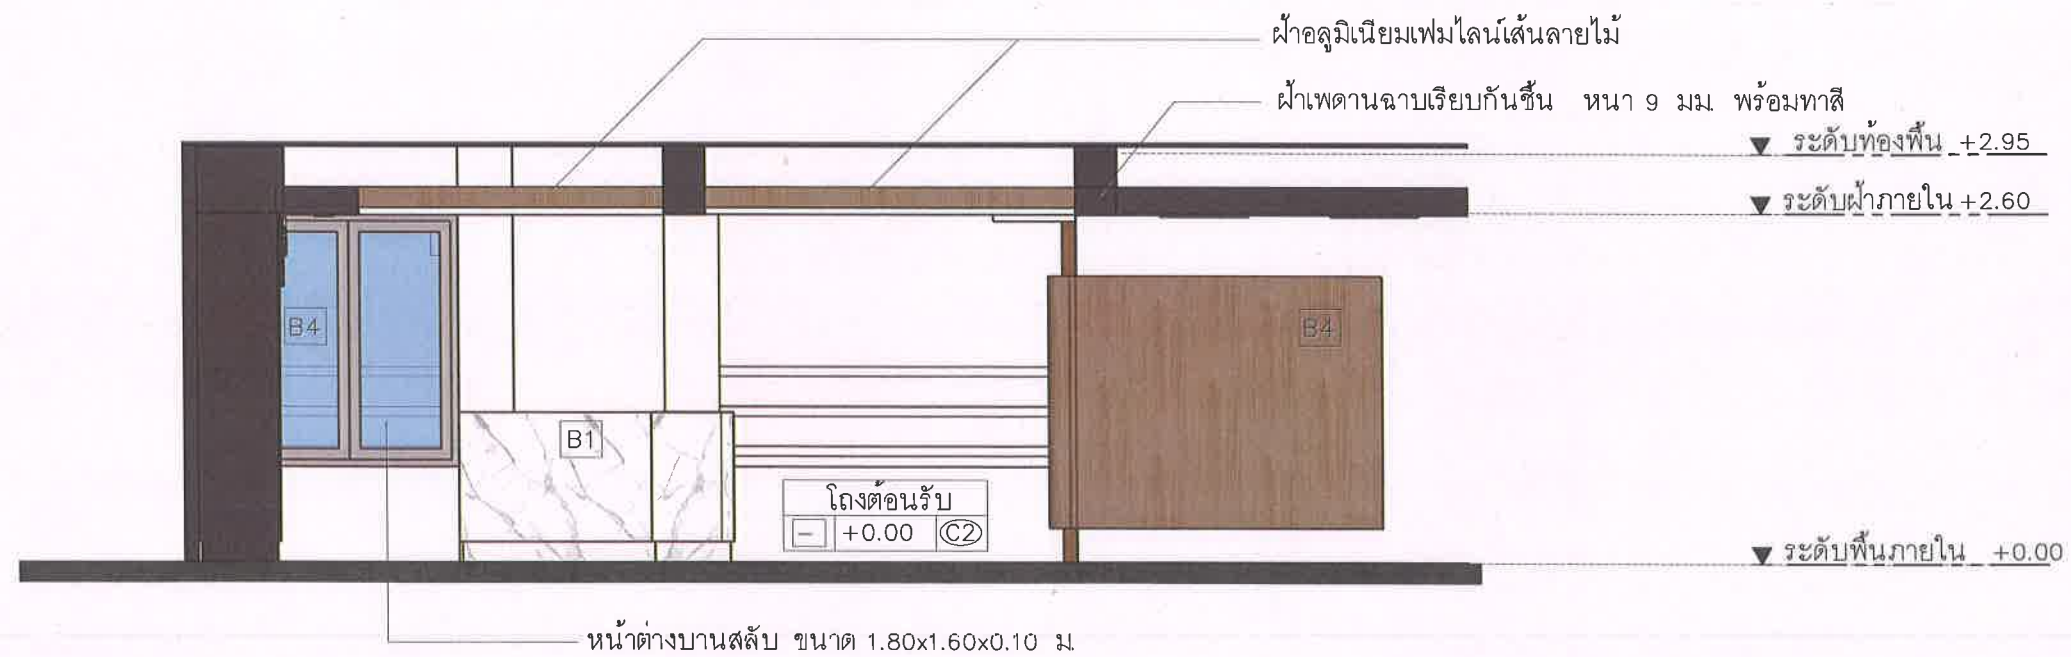 ฝ้าอลูมิเนียมเฟมไลน์เส้นลายไม้
ฝ้าเพดานฉาบเรียบกันชื้น หนา 9 มม. พร้อมทาสี
ระดับท้องพื้น +2.95
ระดับฝ้าภายใน +2.60
B4
B4
B1
โถงต้อนรับ
- +0.00 C2
ระดับพื้นภายใน +0.00
หน้าต่างบานสลับ ขนาด 1.80x1.60x0.10 ม.